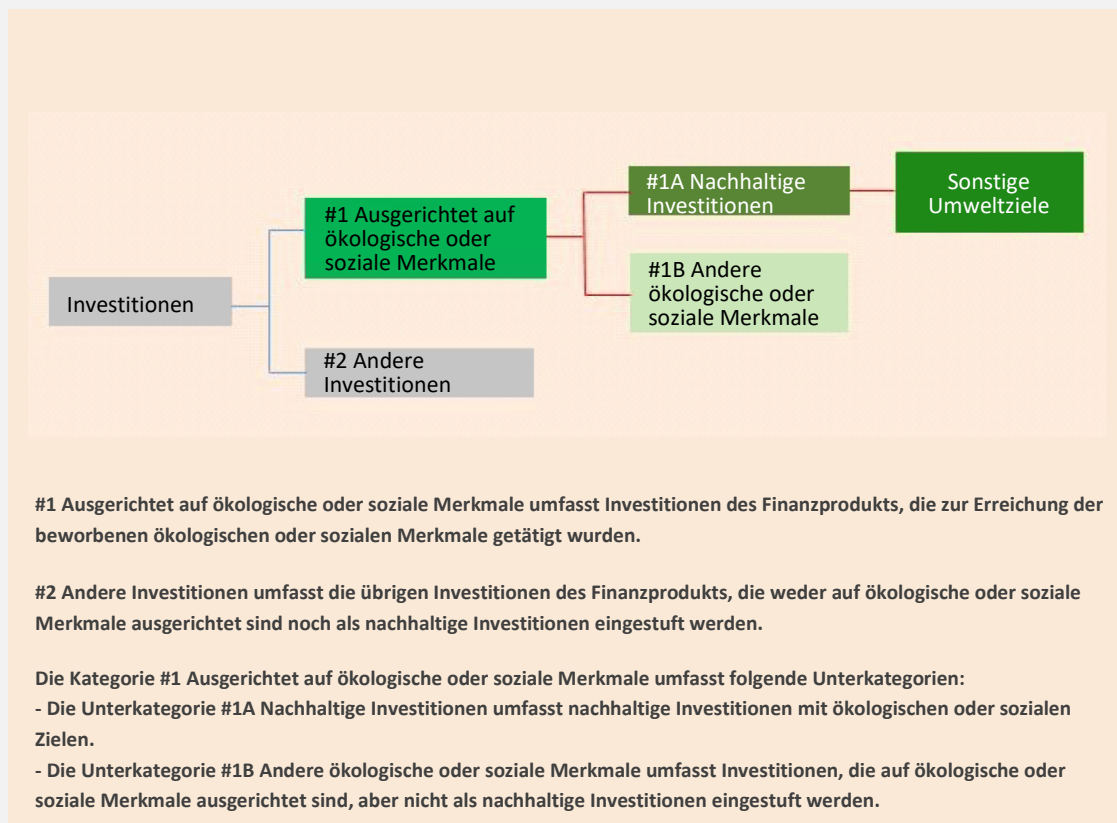 #1A Nachhaltige
Investitionen
Sonstige
Umweltziele
#1 Ausgerichtet auf
ökologische oder
soziale Merkmale
#1B Andere
ökologische oder
soziale Merkmale
Investitionen
#2 Andere
Investitionen
#1 Ausgerichtet auf ökologische oder soziale Merkmale umfasst Investitionen des Finanzprodukts, die zur Erreichung der
beworbenen ökologischen oder sozialen Merkmale getätigt wurden.
#2 Andere Investitionen umfasst die übrigen Investitionen des Finanzprodukts, die weder auf ökologische oder soziale
Merkmale ausgerichtet sind noch als nachhaltige Investitionen eingestuft werden.
Die Kategorie #1 Ausgerichtet auf ökologische oder soziale Merkmale umfasst folgende Unterkategorien:
- Die Unterkategorie #1A Nachhaltige Investitionen umfasst nachhaltige Investitionen mit ökologischen oder sozialen
Zielen.
- Die Unterkategorie #1B Andere ökologische oder soziale Merkmale umfasst Investitionen, die auf ökologische oder
soziale Merkmale ausgerichtet sind, aber nicht als nachhaltige Investitionen eingestuft werden.